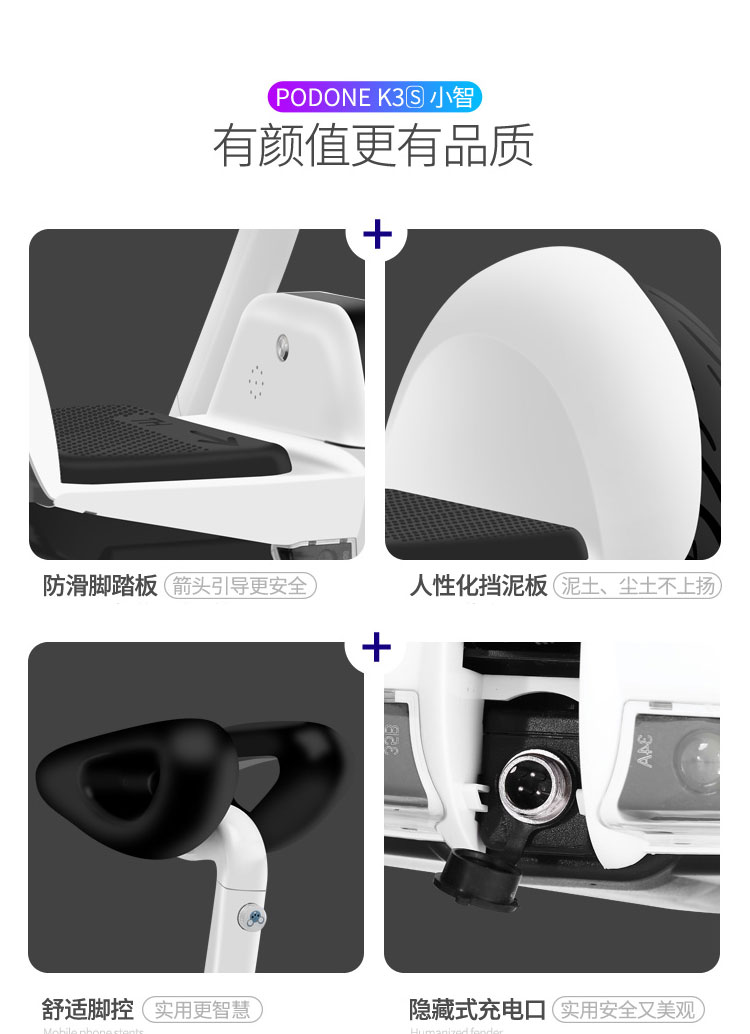 PODONE K3S 小智
有颜值更有品质
防滑脚踏板 箭头引导更安全
人性化挡泥板 泥土、尘土不上扬
34A
舒适脚控 实用更智慧
隐藏式充电口 实用安全又美观
Mobile phone stents
Humanized fender